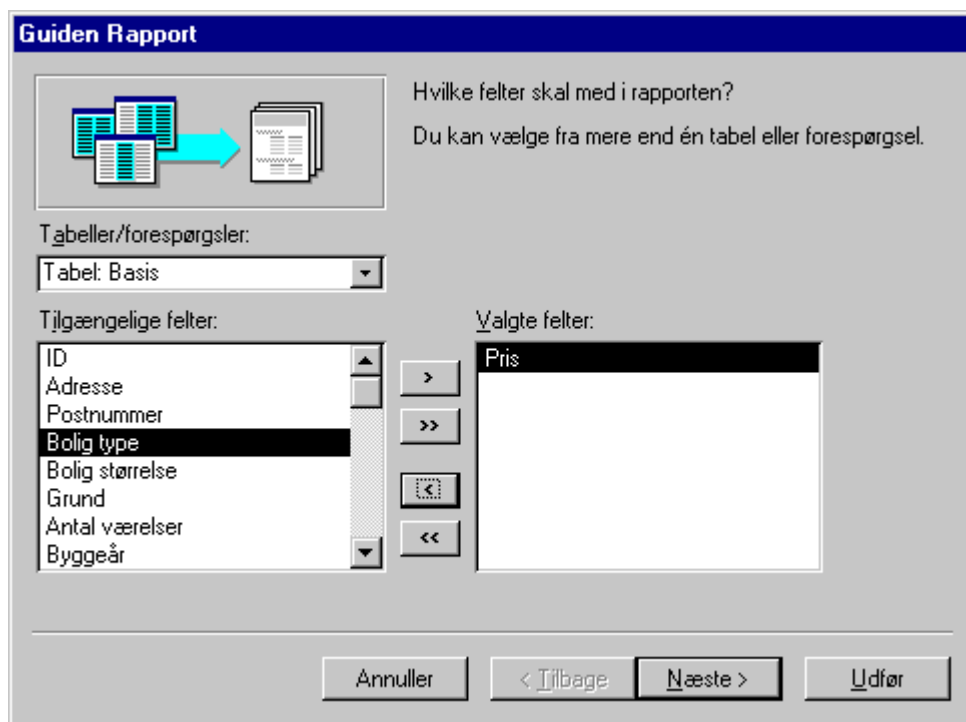 Guiden Rapport
Hvilke felter skal med i rapporten?
Du kan vælge fra mere end én tabel eller forespørgsel.
Tabeller/forespørgsler:
Tabel: Basis
Tilgængelige felter:
ID
Adresse
Postnummer
Bolig type
Bolig størrelse
Grund
Antal værelser
Byggeår
>
>>
<
<<
Valgte felter:
Pris
Annuller
< Tilbage
Næste >
Udfør